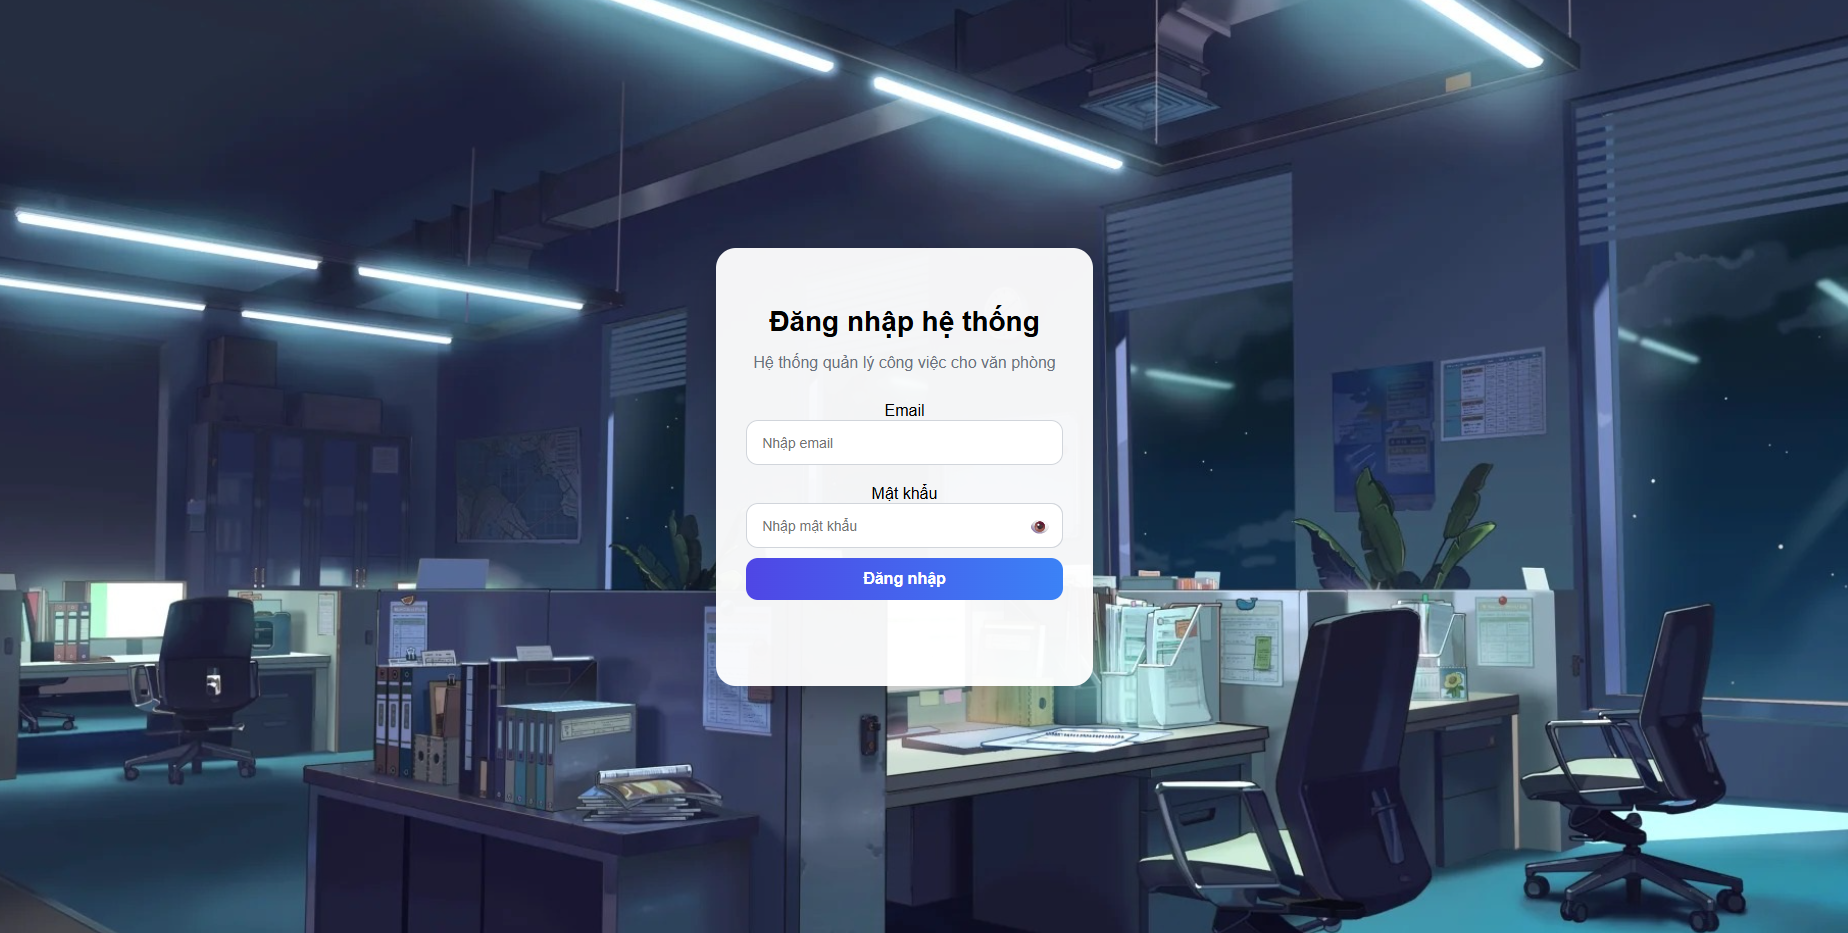 Đăng nhập hệ thống
Hệ thống quản lý công việc cho văn phòng
Email
Nhập email
Mật khẩu
Nhập mật khẩu
Đăng nhập